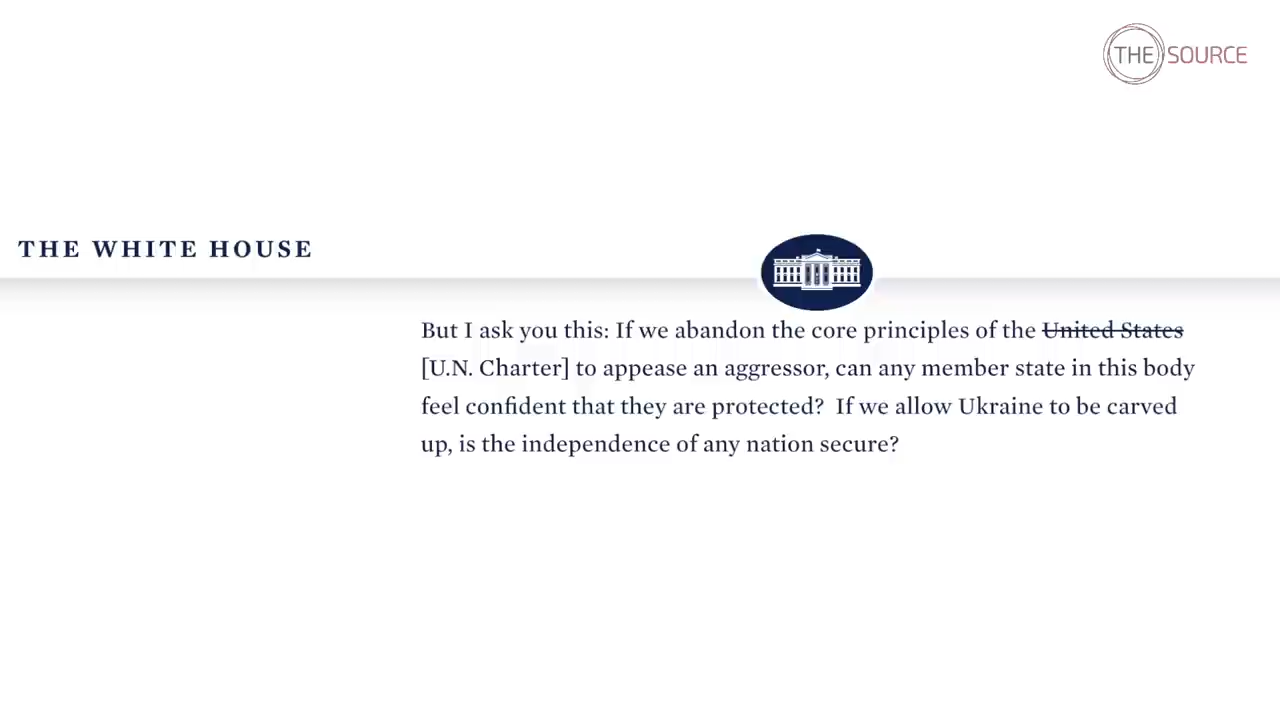 THE SOURCE
THE WHITE HOUSE
But I ask you this: If we abandon the core principles of the United States
[U.N. Charter] to appease an aggressor, can any member state in this body
feel confident that they are protected?  If we allow Ukraine to be carved
up, is the independence of any nation secure?